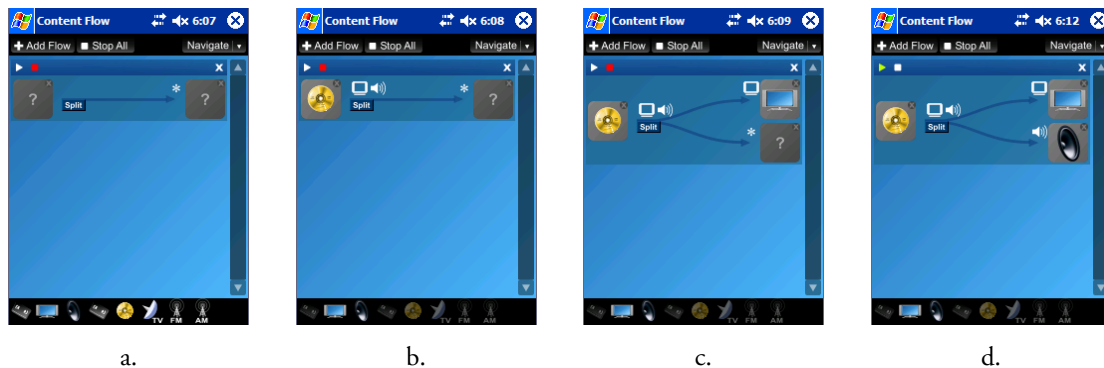 Content Flow 6:07
+ Add Flow Stop All Navigate
X
? Split * ?
TV FM AM
a.
Content Flow 6:08
+ Add Flow Stop All Navigate
X
Split * ?
TV FM AM
b.
Content Flow 6:09
+ Add Flow Stop All Navigate
X
Split
* ?
TV FM AM
c.
Content Flow 6:12
+ Add Flow Stop All Navigate
X
Split
TV FM AM
d.